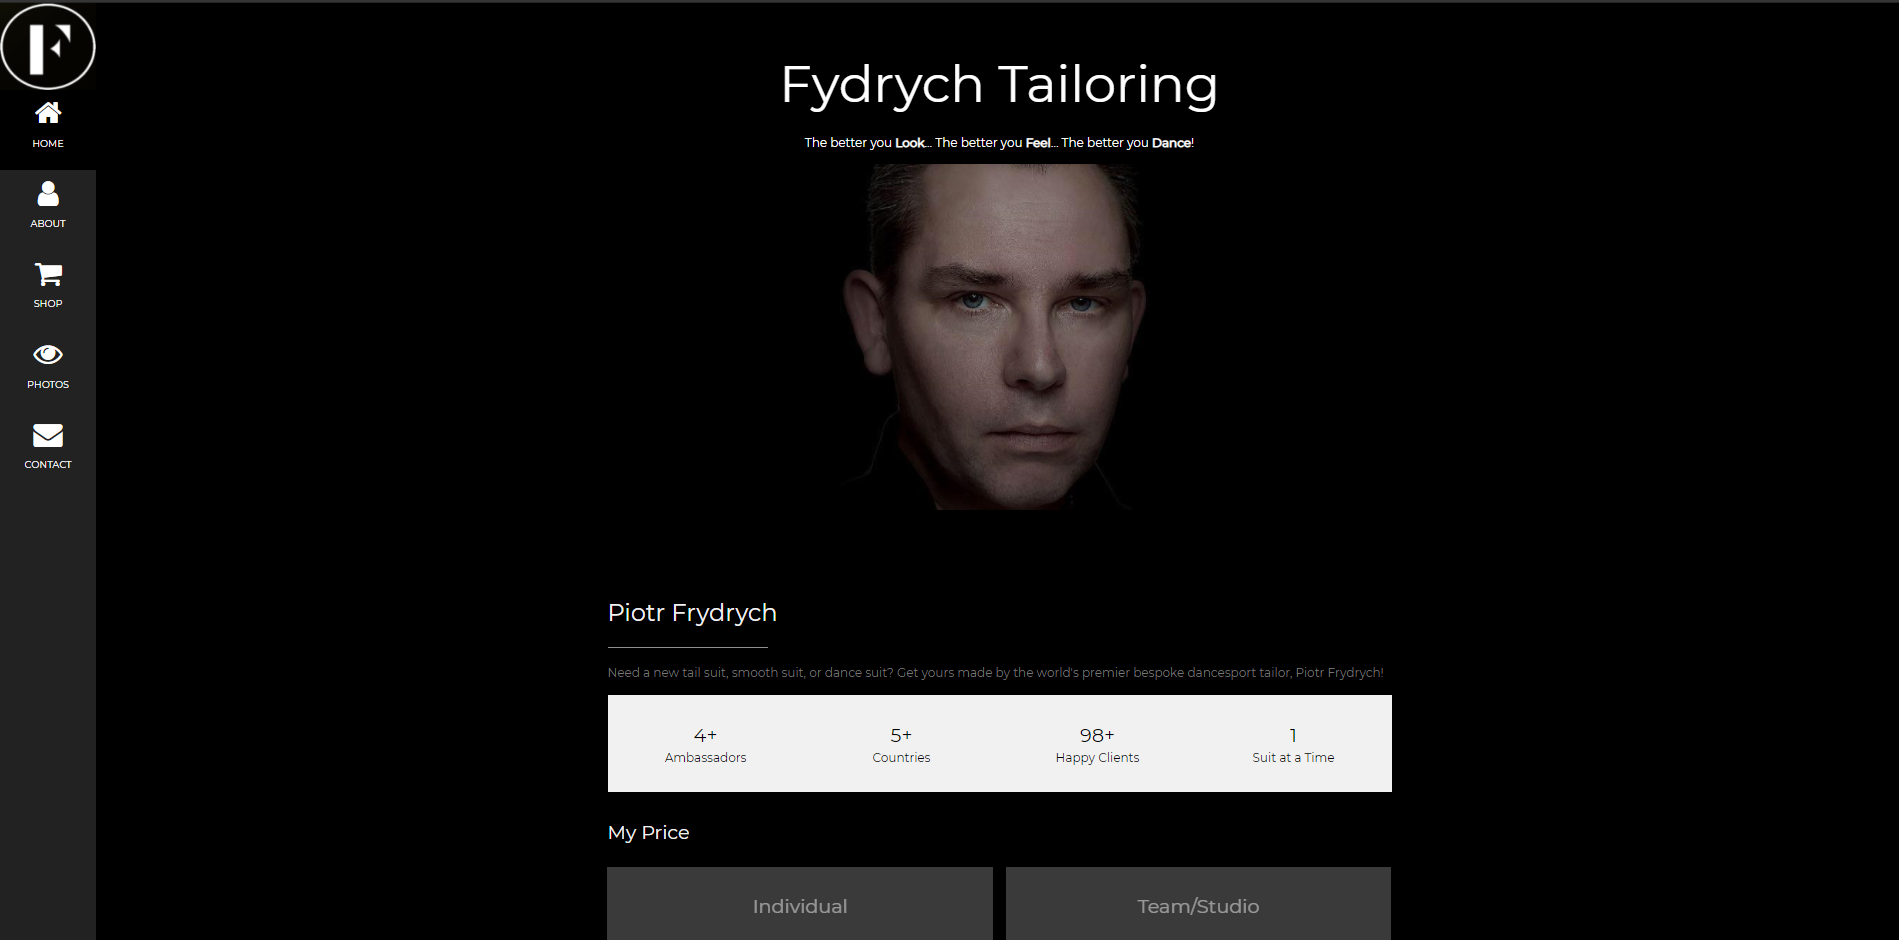 F
HOME
ABOUT
SHOP
PHOTOS
CONTACT
Fydrych Tailoring
The better you Look... The better you Feel... The better you Dance!
Piotr Frydrych
Need a new tail suit, smooth suit, or dance suit? Get yours made by the world's premier bespoke dancesport tailor, Piotr Frydrych!
4+ 5+ 98+ 1
Ambassadors Countries Happy Clients Suit at a Time
My Price
Individual Team/Studio